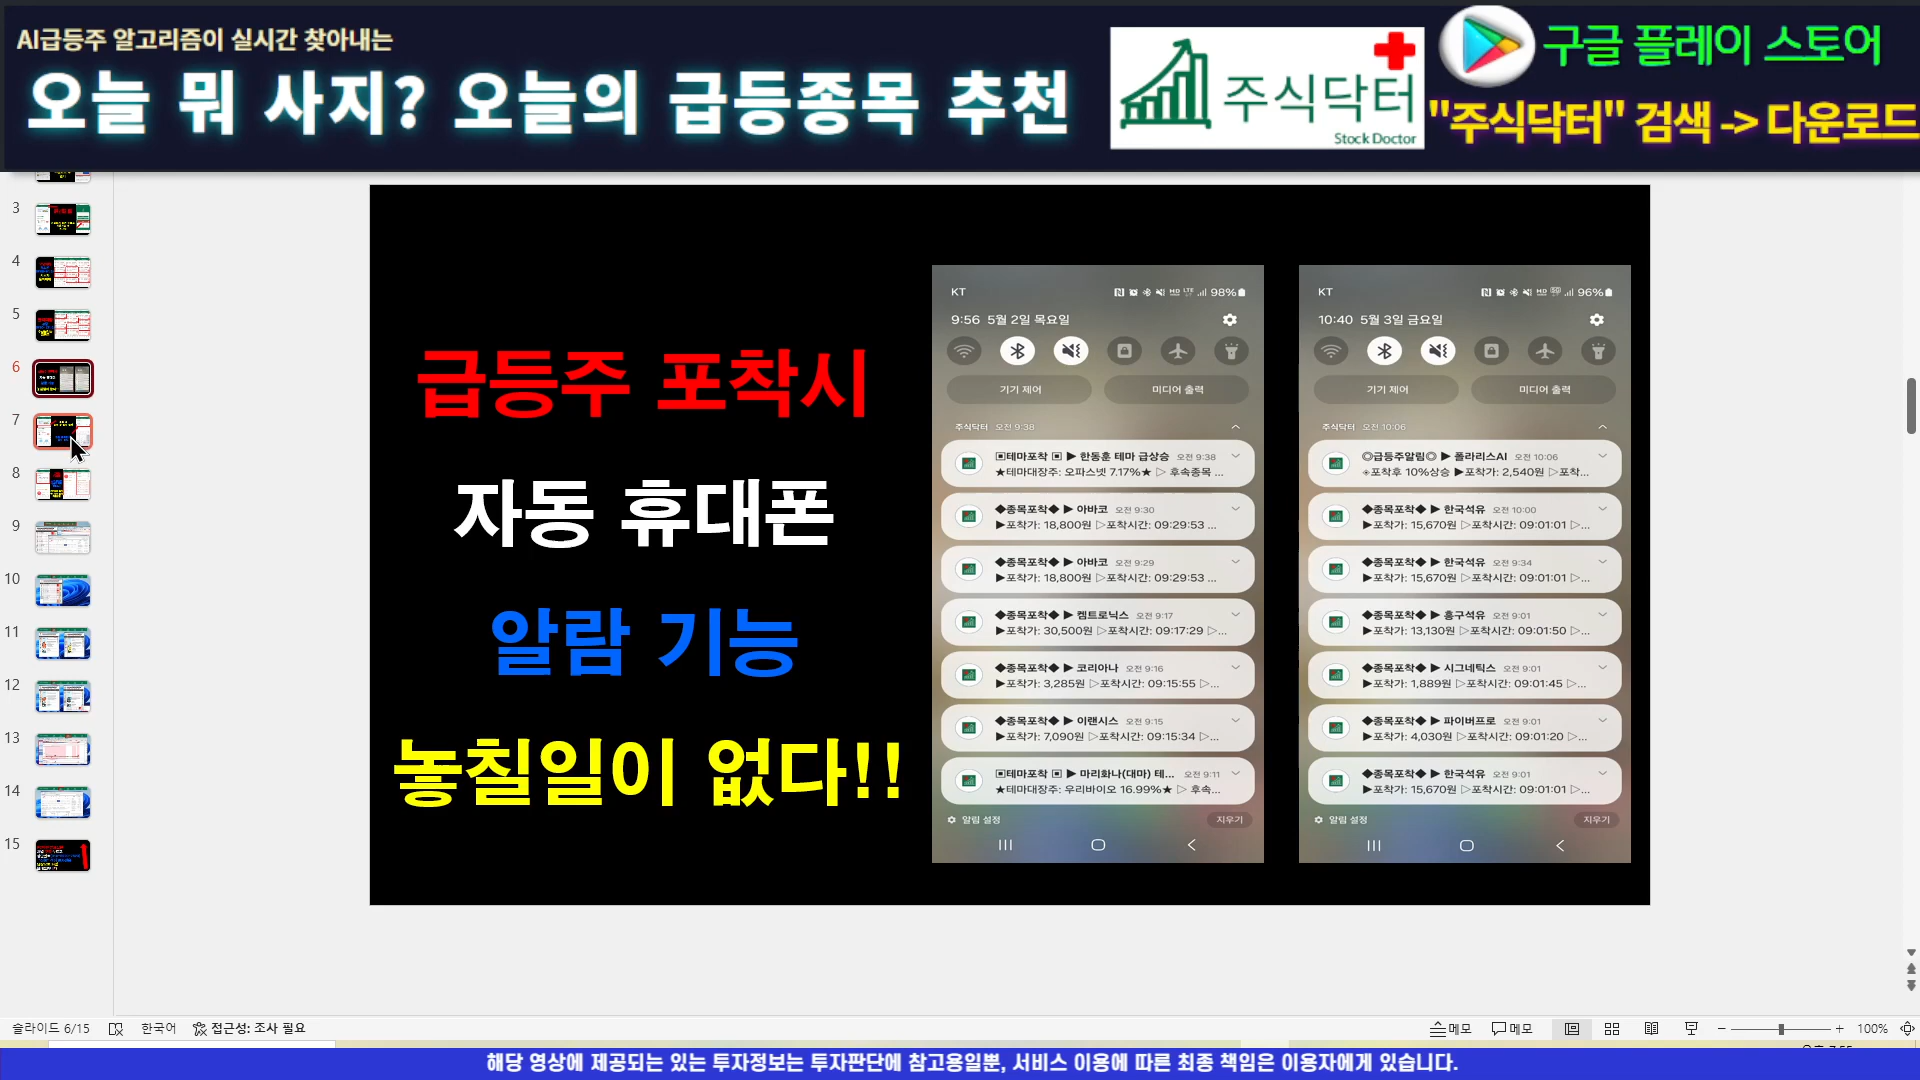 AI급등주 알고리즘이 실시간 찾아내는
오늘 뭐 사지? 오늘의 급등종목 추천
주식닥터
Stock Doctor
구글 플레이 스토어
"주식닥터" 검색 -> 다운로드
3
4
5
6
7
8
9
10
11
12
13
14
15
급등주 포착시
자동 휴대폰
알람 기능
놓칠일이 없다!!
KT
98%
9:56 5월 2일 목요일
기기 제어
미디어 출력
주식닥터 오전 9:38
▣테마포착 ▣ ▶ 한동훈 테마 급상승 오전 9:38
★테마대장주: 오파스넷 7.17%★ ▷ 후속종목 ...
◆종목포착◆ ▶ 아바코 오전 9:30
▶포착가: 18,800원 ▷포착시간: 09:29:53 ...
◆종목포착◆ ▶ 아바코 오전 9:29
▶포착가: 18,800원 ▷포착시간: 09:29:53 ...
◆종목포착◆ ▶ 켐트로닉스 오전 9:17
▶포착가: 30,500원 ▷포착시간: 09:17:29 ▷...
◆종목포착◆ ▶ 코리아나 오전 9:16
▶포착가: 3,285원 ▷포착시간: 09:15:55 ▷...
◆종목포착◆ ▶ 이랜시스 오전 9:15
▶포착가: 7,090원 ▷포착시간: 09:15:34 ▷...
▣테마포착 ▣ ▶ 마리화나(대마) 테... 오전 9:11
★테마대장주: 우리바이오 16.99%★ ▷ 후속...
알림 설정
지우기
KT
96%
10:40 5월 3일 금요일
기기 제어
미디어 출력
주식닥터 오전 10:06
◎급등주알림◎ ▶ 폴라리스AI 오전 10:06
◈포착후 10%상승 ▶포착가: 2,540원 ▷포착...
◆종목포착◆ ▶ 한국석유 오전 10:00
▶포착가: 15,670원 ▷포착시간: 09:01:01 ▷...
◆종목포착◆ ▶ 한국석유 오전 9:34
▶포착가: 15,670원 ▷포착시간: 09:01:01 ▷...
◆종목포착◆ ▶ 흥구석유 오전 9:01
▶포착가: 13,130원 ▷포착시간: 09:01:50 ▷...
◆종목포착◆ ▶ 시그네틱스 오전 9:01
▶포착가: 1,889원 ▷포착시간: 09:01:45 ▷...
◆종목포착◆ ▶ 파이버프로 오전 9:01
▶포착가: 4,030원 ▷포착시간: 09:01:20 ▷...
◆종목포착◆ ▶ 한국석유 오전 9:01
▶포착가: 15,670원 ▷포착시간: 09:01:01 ▷...
알림 설정
지우기
슬라이드 6/15 한국어 접근성: 조사 필요
메모 메모 100%
해당 영상에 제공되는 있는 투자정보는 투자판단에 참고용일뿐, 서비스 이용에 따른 최종 책임은 이용자에게 있습니다.